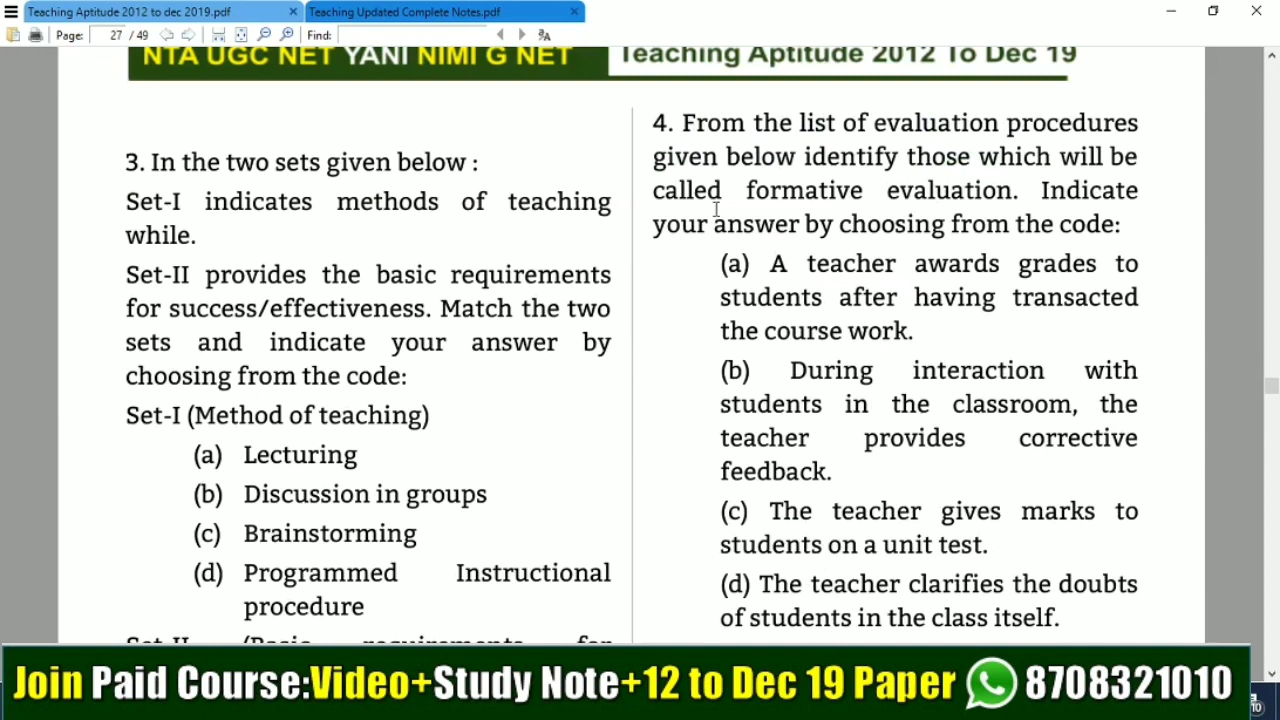 Teaching Aptitude 2012 to dec 2019.pdf
Teaching Updated Complete Notes.pdf
Page: 27 / 49
Find:
NTA UGC NET YANI NIMI G NET
Teaching Aptitude 2012 To Dec 19
3. In the two sets given below :
Set-I indicates methods of teaching
while.
Set-II provides the basic requirements
for success/effectiveness. Match the two
sets and indicate your answer by
choosing from the code:
Set-I (Method of teaching)
(a) Lecturing
(b) Discussion in groups
(c) Brainstorming
(d) Programmed Instructional
procedure
Set-II (Basic requirements for
4. From the list of evaluation procedures
given below identify those which will be
called formative evaluation. Indicate
your answer by choosing from the code:
(a) A teacher awards grades to
students after having transacted
the course work.
(b) During interaction with
students in the classroom, the
teacher provides corrective
feedback.
(c) The teacher gives marks to
students on a unit test.
(d) The teacher clarifies the doubts
of students in the class itself.
Join Paid Course:Video+Study Note+12 to Dec 19 Paper 8708321010
10